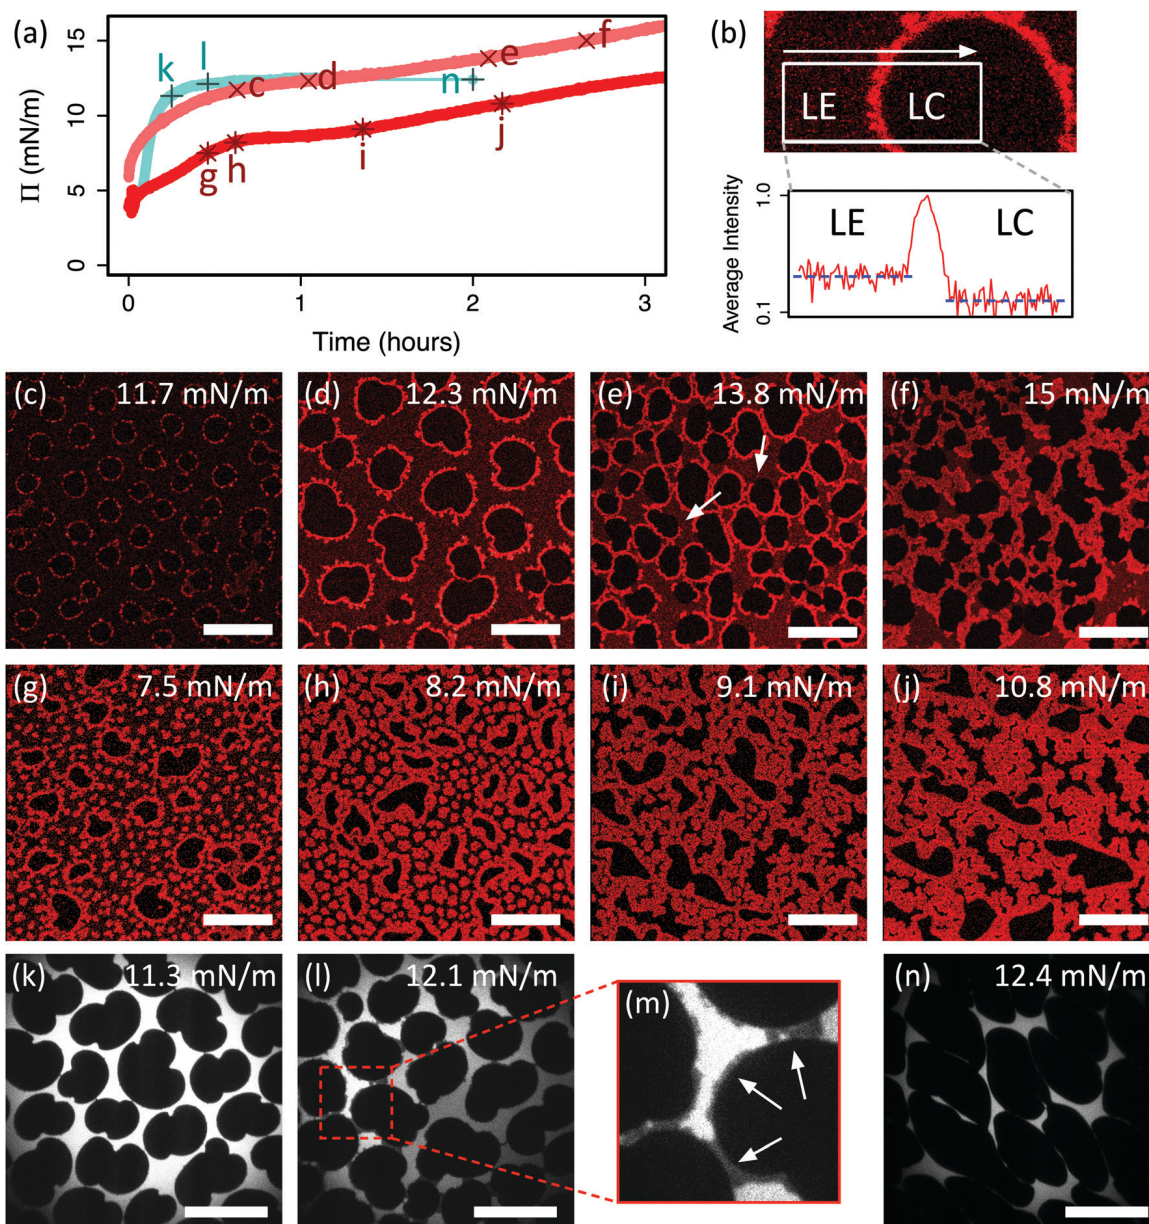 (a)
Π (mN/m)
15
10
5
0
k
l
c
d
e
f
n
g
h
i
j
0
1
2
3
Time (hours)
(b)
LE
LC
Average Intensity
1.0
0.1
LE
LC
(c) 11.7 mN/m
(d) 12.3 mN/m
(e) 13.8 mN/m
(f) 15 mN/m
(g) 7.5 mN/m
(h) 8.2 mN/m
(i) 9.1 mN/m
(j) 10.8 mN/m
(k) 11.3 mN/m
(l) 12.1 mN/m
(m)
(n) 12.4 mN/m